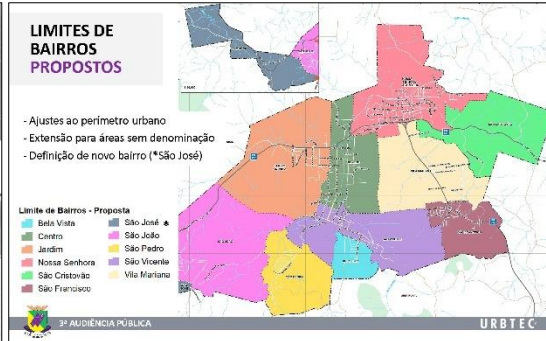 LIMITES DE
BAIRROS
PROPOSTOS
- Ajustes ao perímetro urbano
- Extensão para áreas sem denominação
- Definição de novo bairro (*São José)
Limite de Bairros - Proposta
Bela Vista
Centro
Jardim
Nossa Senhora
São Cristovão
São Francisco
São José *
São João
São Pedro
São Vicente
Vila Mariana
3ª AUDIÊNCIA PÚBLICA
URBTEC